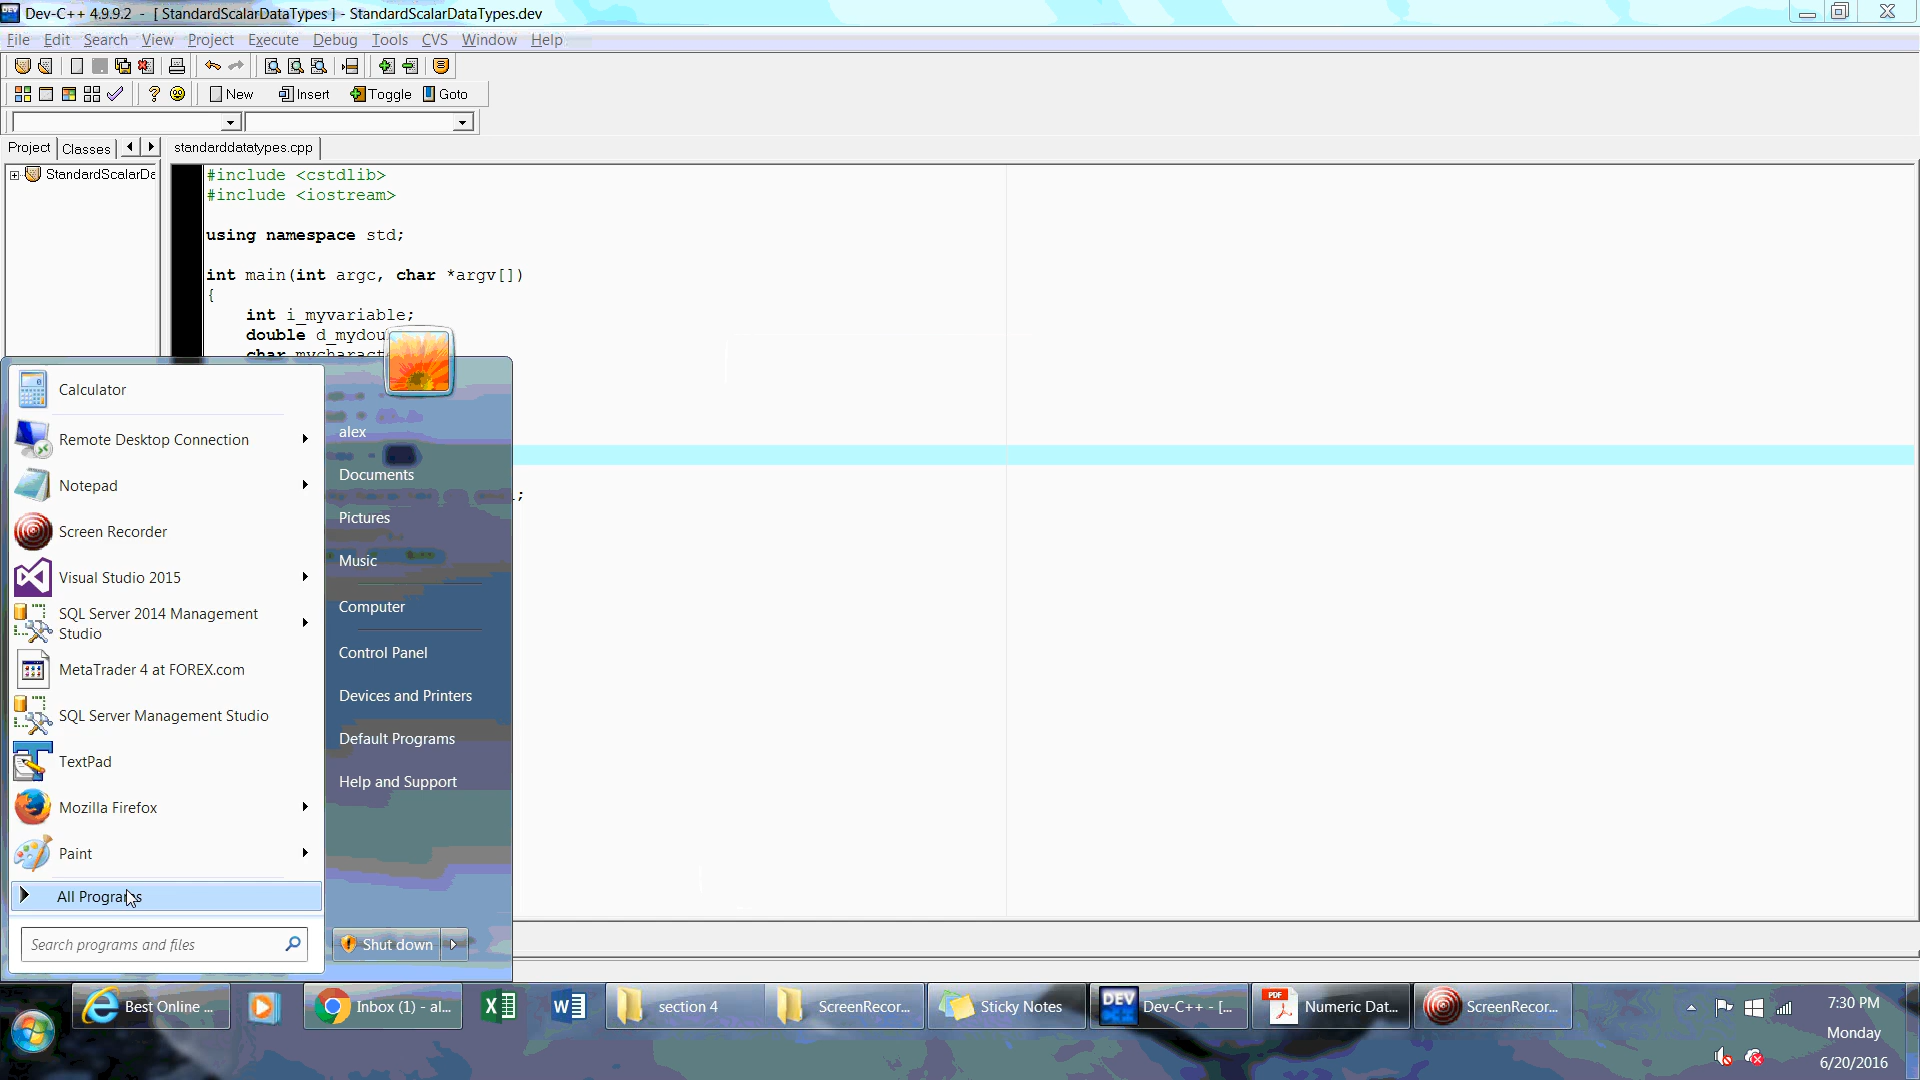 Dev-C++ 4.9.9.2 - [ StandardScalarDataTypes ] - StandardScalarDataTypes.dev
File Edit Search View Project Execute Debug Tools CVS Window Help
New Insert Toggle Goto
Project Classes standarddatatypes.cpp
StandardScalarDa
#include <cstdlib>
#include <iostream>
using namespace std;
int main(int argc, char *argv[])
{
int i_myvariable;
double d_mydou
char mycharact
;
Calculator
Remote Desktop Connection
Notepad
Screen Recorder
Visual Studio 2015
SQL Server 2014 Management
Studio
MetaTrader 4 at FOREX.com
SQL Server Management Studio
TextPad
Mozilla Firefox
Paint
All Programs
Search programs and files
alex
Documents
Pictures
Music
Computer
Control Panel
Devices and Printers
Default Programs
Help and Support
Shut down
Best Online ...
Inbox (1) - al...
section 4
ScreenRecor...
Sticky Notes
DEV
Dev-C++ - [...
PDF
Numeric Dat...
ScreenRecor...
7:30 PM
Monday
6/20/2016